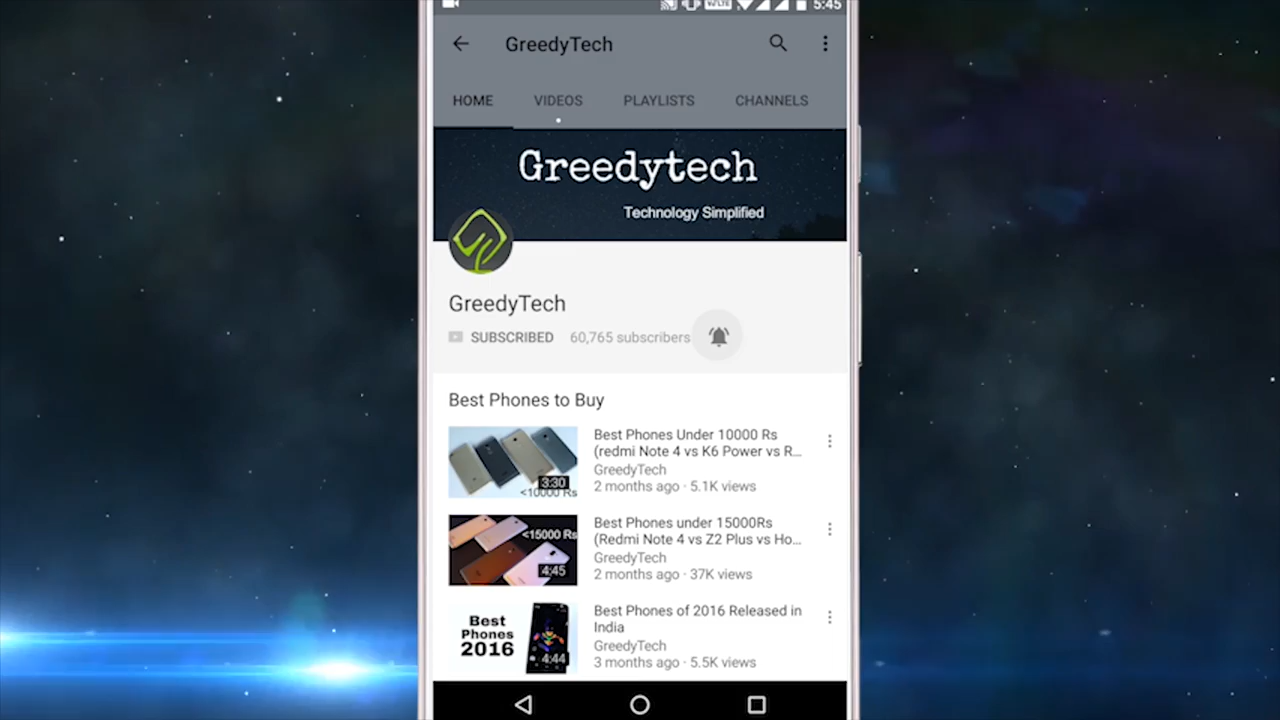 5:45
GreedyTech
HOME VIDEOS PLAYLISTS CHANNELS
Greedytech
Technology Simplified
GreedyTech
SUBSCRIBED 60,765 subscribers
Best Phones to Buy
Best Phones Under 10000 Rs
(redmi Note 4 vs K6 Power vs R...
GreedyTech
2 months ago · 5.1K views
3:30
<10000 Rs
Best Phones under 15000Rs
(Redmi Note 4 vs Z2 Plus vs Ho...
GreedyTech
2 months ago · 37K views
<15000 Rs
4:45
Best Phones of 2016 Released in
India
GreedyTech
3 months ago · 5.5K views
Best
Phones
2016
4:44